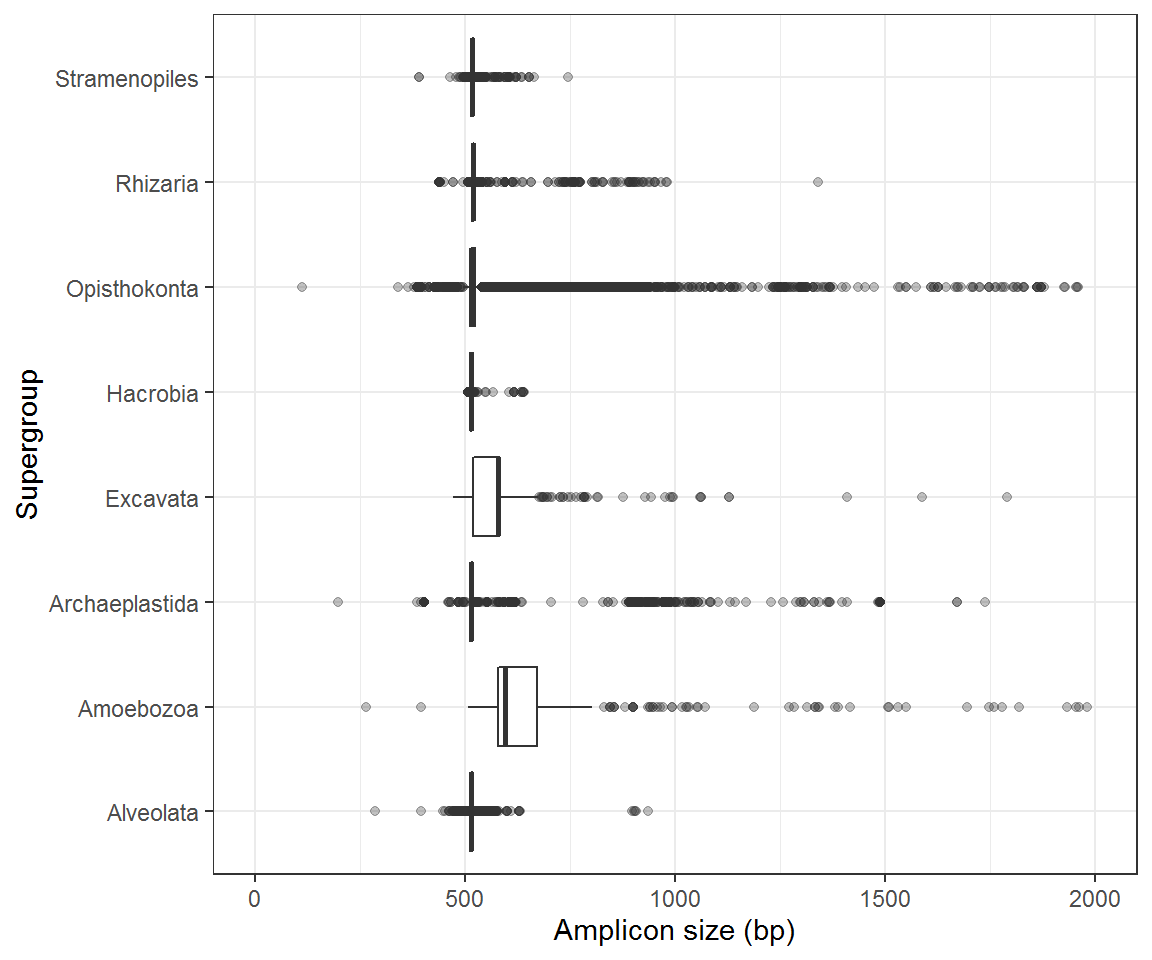 Supergroup
Stramenopiles
Rhizaria
Opisthokonta
Hacrobia
Excavata
Archaeplastida
Amoebozoa
Alveolata
0 500 1000 1500 2000
Amplicon size (bp)